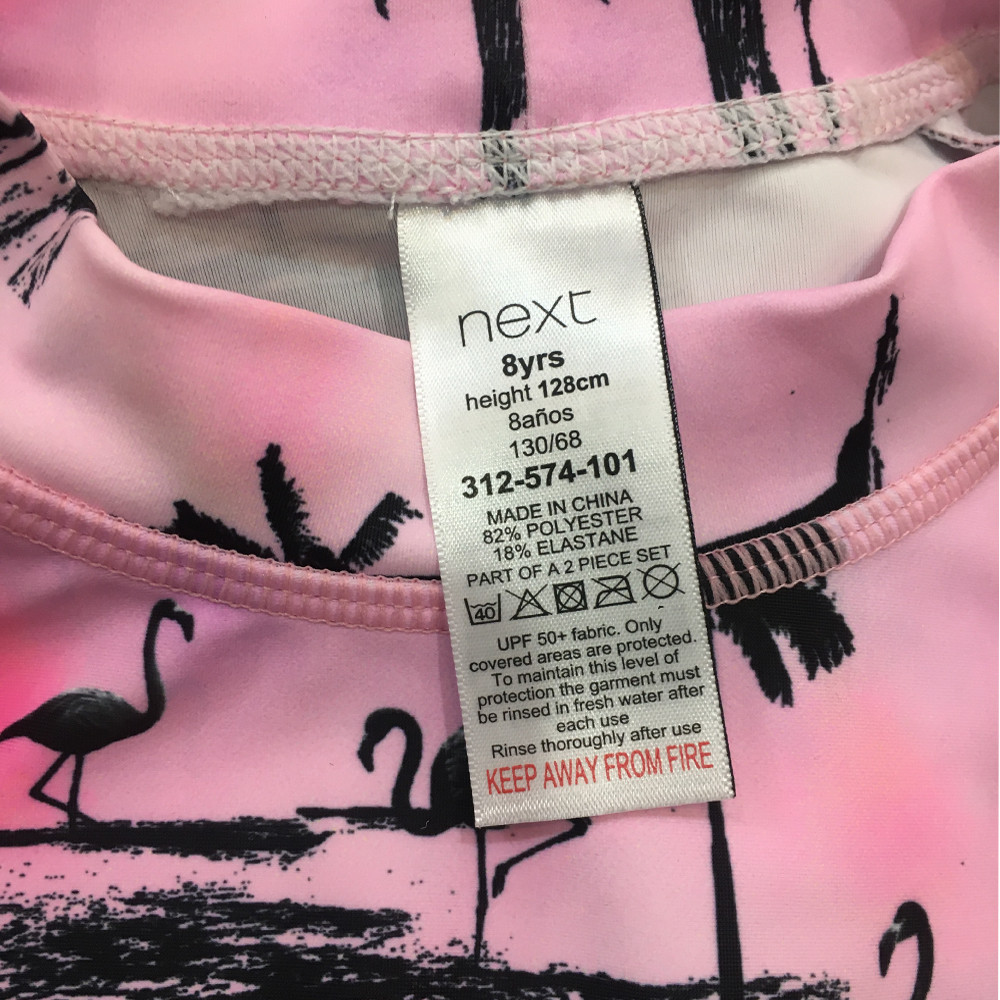 next
8yrs
height 128cm
8años
130/68
312-574-101
MADE IN CHINA
82% POLYESTER
18% ELASTANE
PART OF A 2 PIECE SET
40
UPF 50+ fabric. Only
covered areas are protected.
To maintain this level of
protection the garment must
be rinsed in fresh water after
each use
Rinse thoroughly after use
KEEP AWAY FROM FIRE